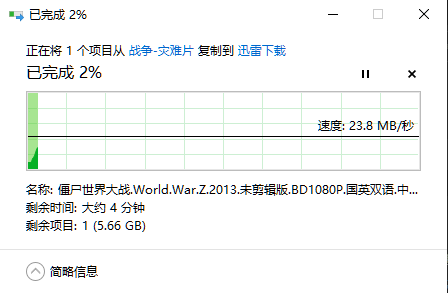 已完成 2%
正在将 1 个项目从 战争-灾难片 复制到 迅雷下载
已完成 2%
速度: 23.8 MB/秒
名称: 僵尸世界大战.World.War.Z.2013.未剪辑版.BD1080P.国英双语.中...
剩余时间: 大约 4 分钟
剩余项目: 1 (5.66 GB)
简略信息